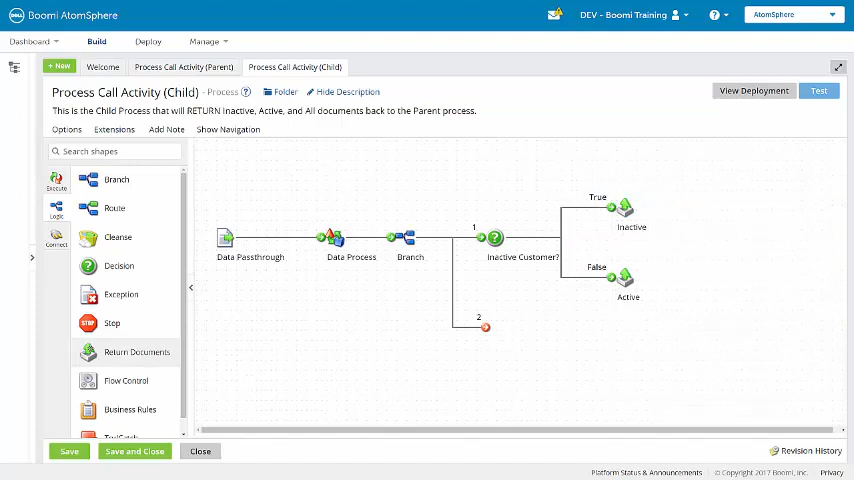 DELL Boomi AtomSphere
DEV - Boomi Training
AtomSphere
Dashboard
Build
Deploy
Manage
+ New
Welcome
Process Call Activity (Parent)
Process Call Activity (Child)
Process Call Activity (Child) - Process
Folder
Hide Description
View Deployment
Test
This is the Child Process that will RETURN Inactive, Active, and All documents back to the Parent process.
Options
Extensions
Add Note
Show Navigation
Search shapes
Execute
Logic
Connect
Branch
Route
Cleanse
Decision
Exception
STOP
Stop
Return Documents
Flow Control
Business Rules
Try/Catch
Data Passthrough
Data Process
Branch
1
Inactive Customer?
True
Inactive
False
Active
2
Save
Save and Close
Close
Revision History
Platform Status & Announcements
© Copyright 2017 Boomi, Inc.
Privacy